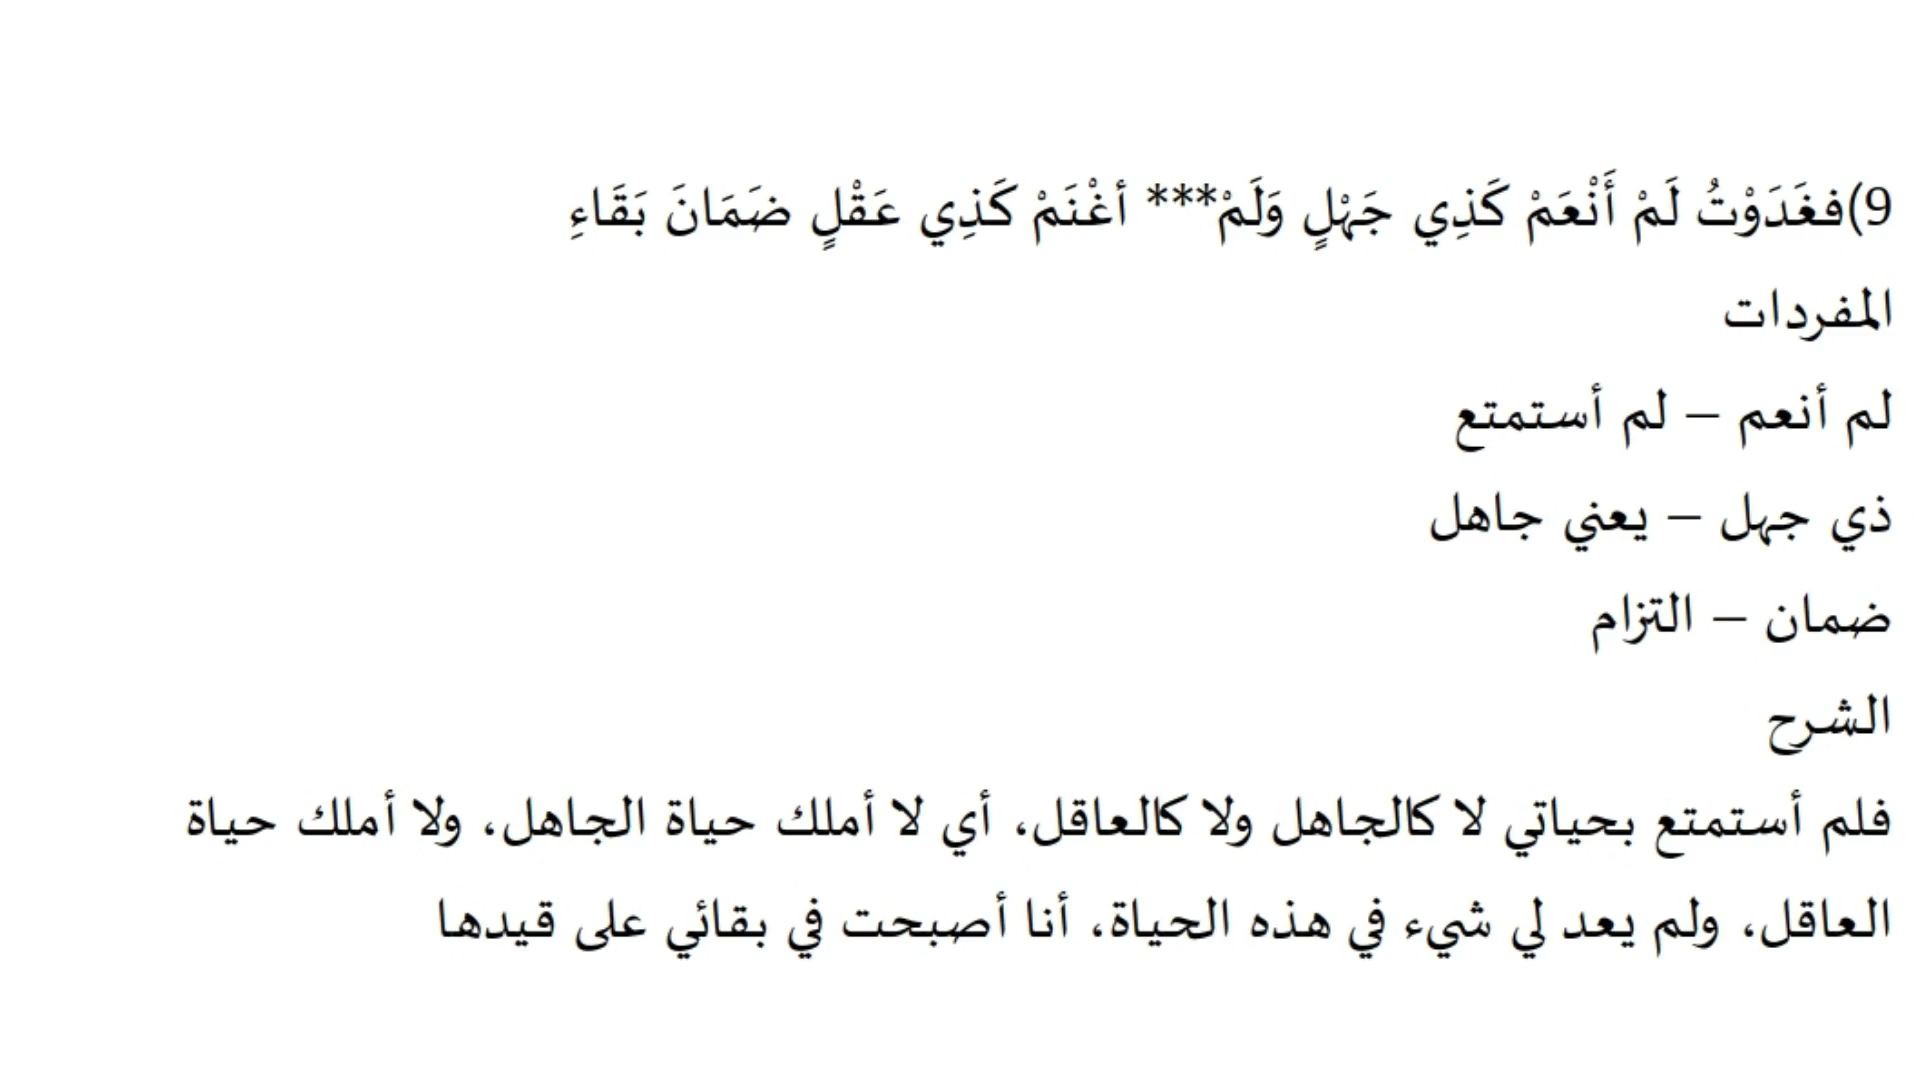 9)فغَدَوْتُ لَمْ أَنْعَمْ كَذِي جَهْلٍ وَلَمْ*** أغْنَمْ كَذِي عَقْلٍ ضَمَانَ بَقَاءِ
المفردات
لم أنعم – لم أستمتع
ذي جهل – يعني جاهل
ضمان – التزام
الشرح
فلم أستمتع بحياتي لا كالجاهل ولا كالعاقل، أي لا أملك حياة الجاهل، ولا أملك حياة
العاقل، ولم يعد لي شيء في هذه الحياة، أنا أصبحت في بقائي على قيدها